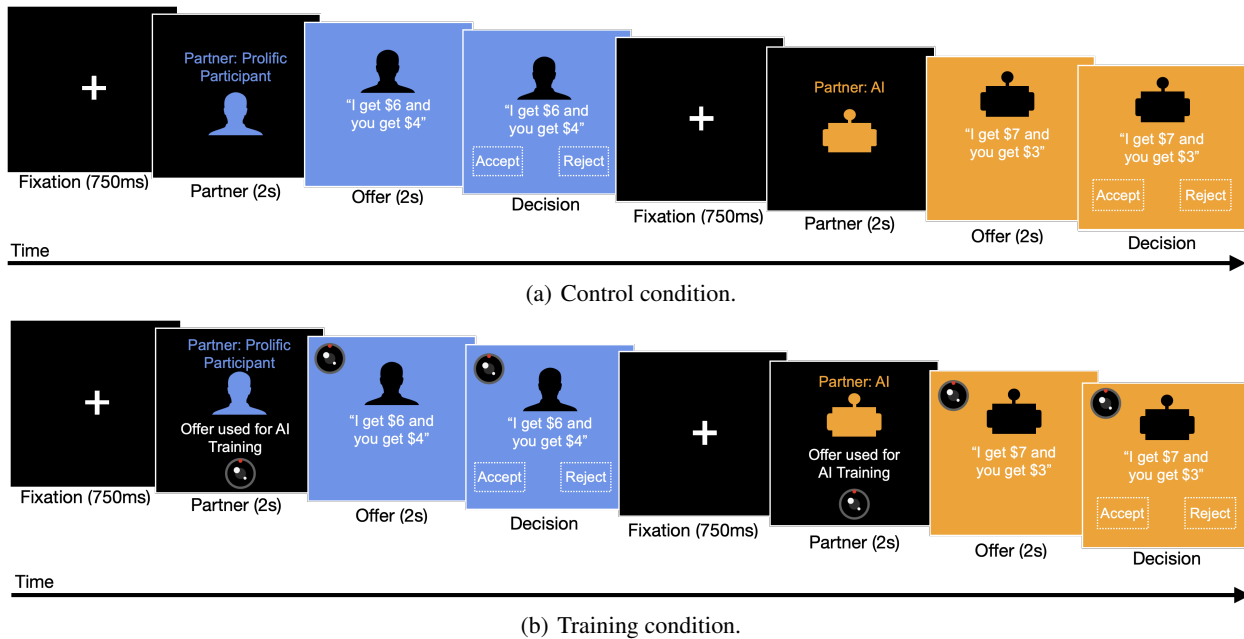 Partner: Prolific
Participant
Fixation (750ms)
Partner (2s)
“I get $6 and
you get $4”
Offer (2s)
“I get $6 and
you get $4”
Accept
Reject
Decision
Fixation (750ms)
Partner: AI
Partner (2s)
“I get $7 and
you get $3”
Offer (2s)
“I get $7 and
you get $3”
Accept
Reject
Decision
Time
(a) Control condition.
Fixation (750ms)
Partner: Prolific
Participant
Offer used for AI
Training
Partner (2s)
“I get $6 and
you get $4”
Offer (2s)
“I get $6 and
you get $4”
Accept
Reject
Decision
Fixation (750ms)
Partner: AI
Offer used for
AI Training
Partner (2s)
“I get $7 and
you get $3”
Offer (2s)
“I get $7 and
you get $3”
Accept
Reject
Decision
Time
(b) Training condition.